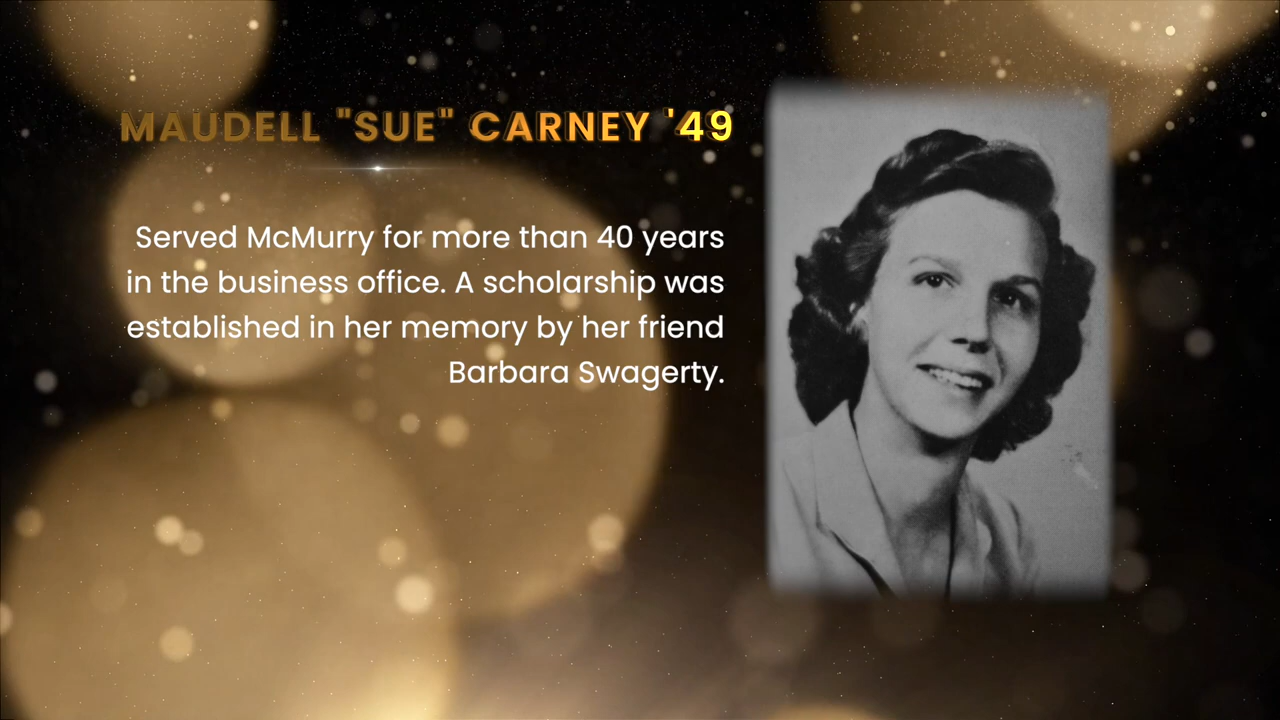 MAUDELL "SUE" CARNEY '49
Served McMurry for more than 40 years
in the business office. A scholarship was
established in her memory by her friend
Barbara Swagerty.